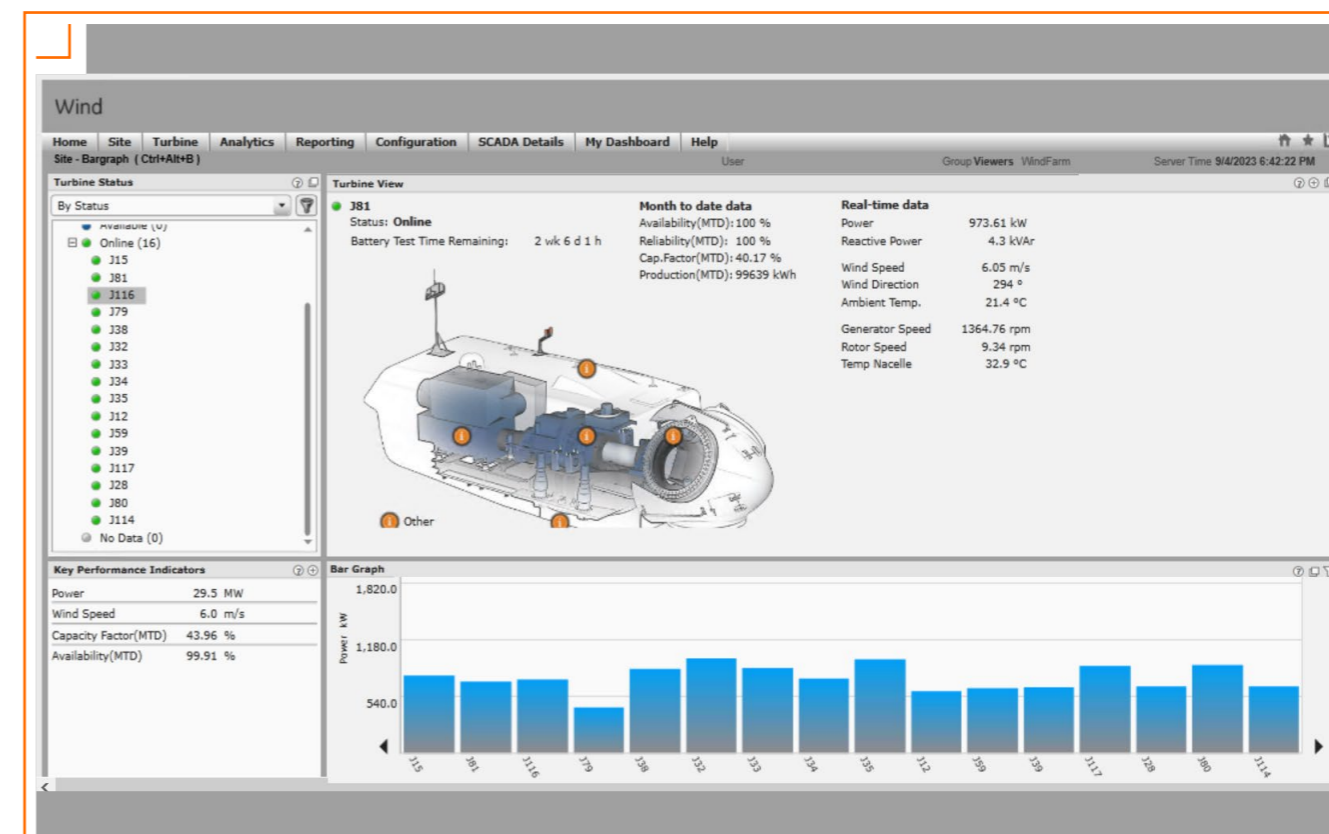 Wind
Home Site Turbine Analytics Reporting Configuration SCADA Details My Dashboard Help
Site - Bargraph ( Ctrl+Alt+B ) User Group Viewers WindFarm Server Time 9/4/2023 6:42:22 PM
Turbine Status
By Status
Available (0)
Online (16)
J15
J81
J116
J79
J38
J32
J33
J34
J35
J12
J59
J39
J117
J28
J80
J114
No Data (0)
Turbine View
J81
Status: Online
Battery Test Time Remaining: 2 wk 6 d 1 h
Month to date data
Availability(MTD): 100 %
Reliability(MTD): 100 %
Cap.Factor(MTD): 40.17 %
Production(MTD): 99639 kWh
Real-time data
Power 973.61 kW
Reactive Power 4.3 kVAr
Wind Speed 6.05 m/s
Wind Direction 294 º
Ambient Temp. 21.4 ºC
Generator Speed 1364.76 rpm
Rotor Speed 9.34 rpm
Temp Nacelle 32.9 ºC
Other
Key Performance Indicators
Power 29.5 MW
Wind Speed 6.0 m/s
Capacity Factor(MTD) 43.96 %
Availability(MTD) 99.91 %
Bar Graph
Power kW
1,820.0
1,180.0
540.0
J15 J81 J116 J79 J38 J32 J33 J34 J35 J12 J59 J39 J117 J28 J80 J114